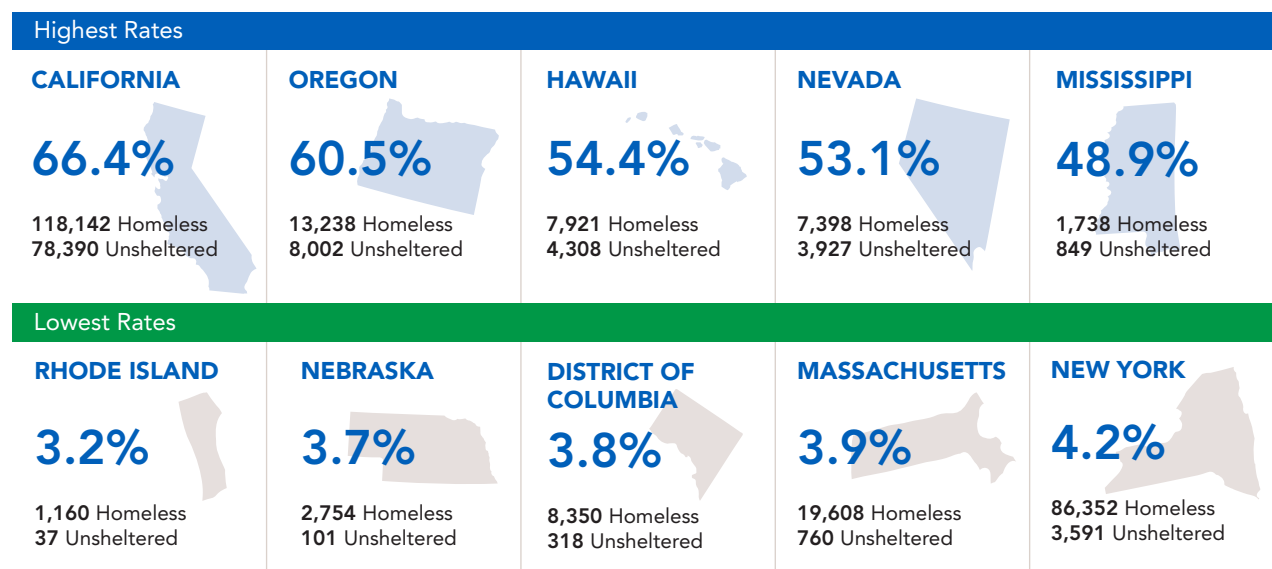 Highest Rates
CALIFORNIA
66.4%
118,142 Homeless
78,390 Unsheltered
OREGON
60.5%
13,238 Homeless
8,002 Unsheltered
HAWAII
54.4%
7,921 Homeless
4,308 Unsheltered
NEVADA
53.1%
7,398 Homeless
3,927 Unsheltered
MISSISSIPPI
48.9%
1,738 Homeless
849 Unsheltered
Lowest Rates
RHODE ISLAND
3.2%
1,160 Homeless
37 Unsheltered
NEBRASKA
3.7%
2,754 Homeless
101 Unsheltered
DISTRICT OF
COLUMBIA
3.8%
8,350 Homeless
318 Unsheltered
MASSACHUSETTS
3.9%
19,608 Homeless
760 Unsheltered
NEW YORK
4.2%
86,352 Homeless
3,591 Unsheltered